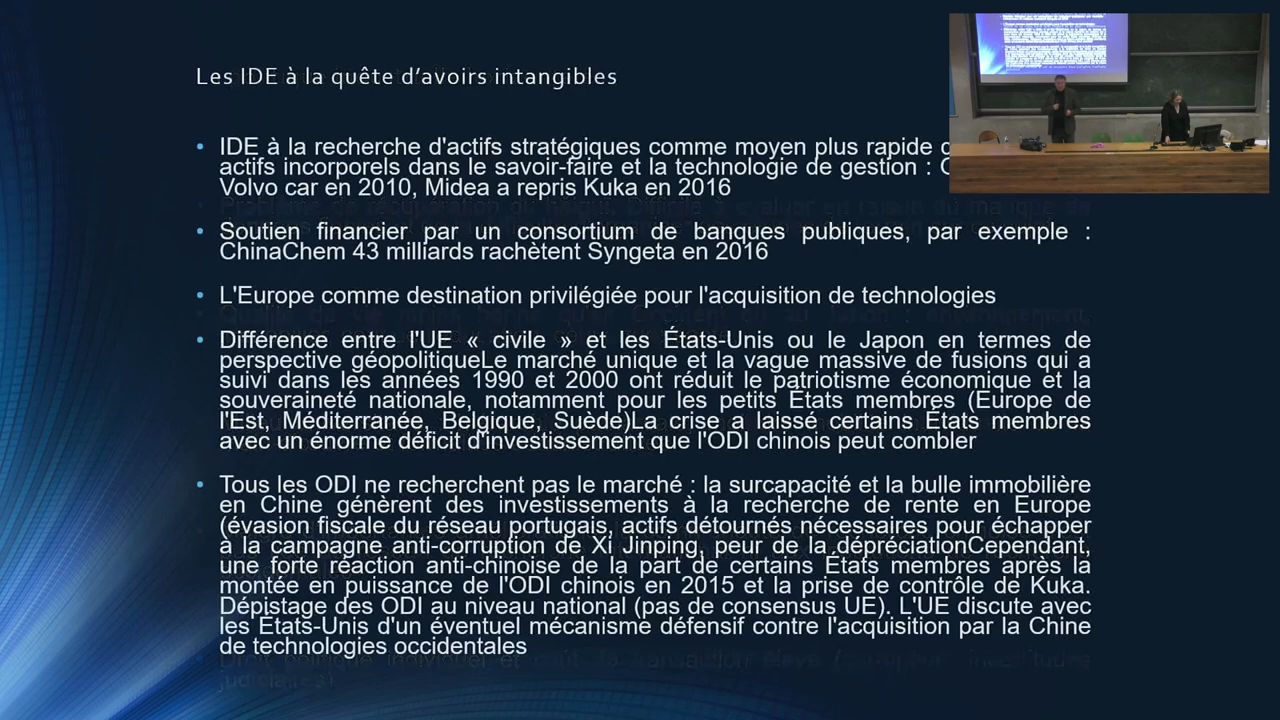 Les IDE à la quête d'avoirs intangibles
• IDE à la recherche d'actifs stratégiques comme moyen plus rapide
actifs incorporels dans le savoir-faire et la technologie de gestion :
Volvo car en 2010, Midea a repris Kuka en 2016
• Soutien financier par un consortium de banques publiques, par exemple :
ChinaChem 43 milliards rachètent Syngeta en 2016
• L'Europe comme destination privilégiée pour l'acquisition de technologies
• Différence entre l'UE « civile » et les États-Unis ou le Japon en termes de
perspective géopolitiqueLe marché unique et la vague massive de fusions qui a
suivi dans les années 1990 et 2000 ont réduit le patriotisme économique et la
souveraineté nationale, notamment pour les petits États membres (Europe de
l'Est, Méditerranée, Belgique, Suède)La crise a laissé certains États membres
avec un énorme déficit d'investissement que l'ODI chinois peut combler
• Tous les ODI ne recherchent pas le marché : la surcapacité et la bulle immobilière
en Chine génèrent des investissements à la recherche de rente en Europe
(évasion fiscale du réseau portugais, actifs détournés nécessaires pour échapper
à la campagne anti-corruption de Xi Jinping, peur de la dépréciationCependant,
une forte réaction anti-chinoise de la part de certains États membres après la
montée en puissance de l'ODI chinois en 2015 et la prise de contrôle de Kuka.
Dépistage des ODI au niveau national (pas de consensus UE). L'UE discute avec
les États-Unis d'un éventuel mécanisme défensif contre l'acquisition par la Chine
de technologies occidentales